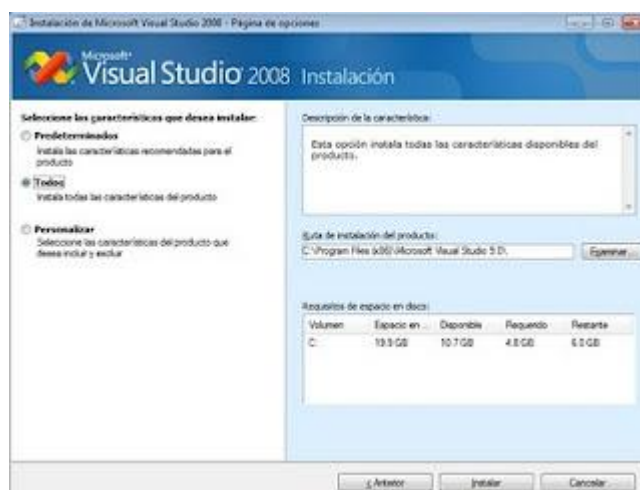 Instalación de Microsoft Visual Studio 2008 - Página de opciones
Microsoft
Visual Studio 2008 Instalación
Seleccione las características que desea instalar:
Predeterminados
Instala las características recomendadas para el
producto
Todos
Instala todas las características del producto
Personalizar
Seleccione las características del producto que
desea incluir y excluir
Descripción de la característica:
Esta opción instala todas las características disponibles del
producto.
Ruta de instalación del producto:
C:\Program Files (x86)\Microsoft Visual Studio 9.0\
Examinar...
Requisitos de espacio en disco:
Volumen Espacio en ... Disponible Requerido Restante
C: 19.9 GB 10.7 GB 4.8 GB 6.0 GB
< Anterior Instalar Cancelar